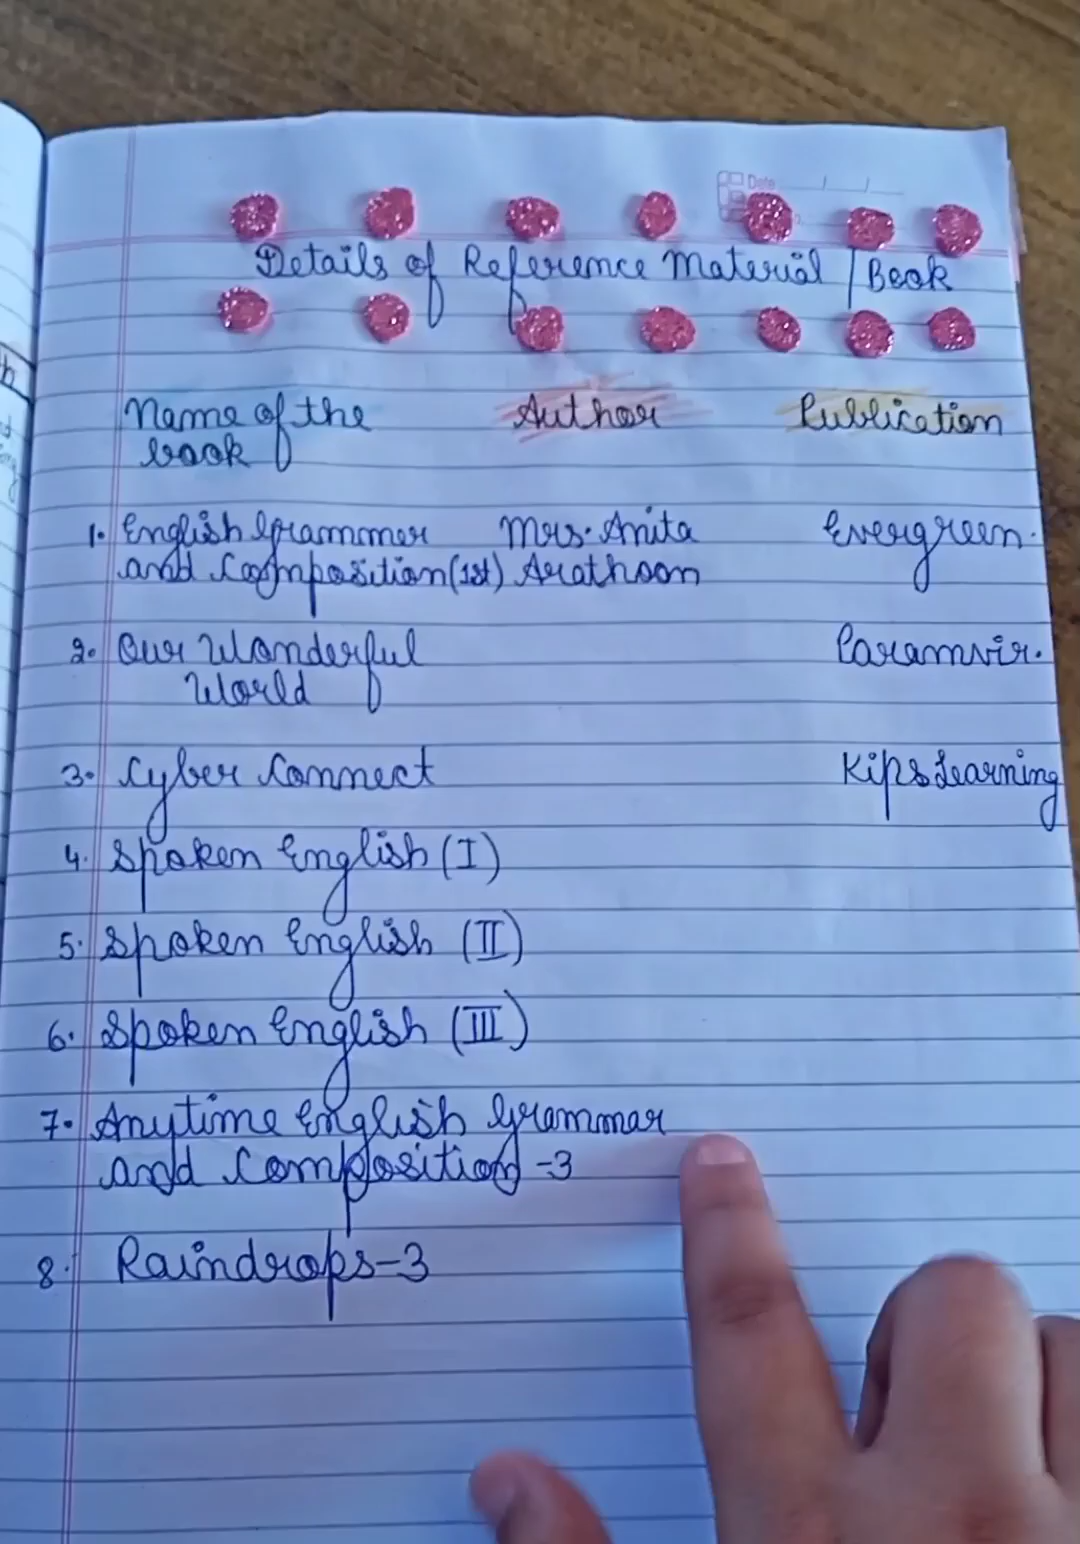 Date / /
Details of Reference Material / Book
Name of the Author Publication
book
1. English Grammer Mrs. Anita Evergreen.
and Composition (1st) Arathoon
2. Our Wonderful Paramvir.
World
3. Cyber Connect Kips Learning
4. Spoken English (I)
5. Spoken English (II)
6. Spoken English (III)
7. Anytime English Grammar
and Composition -3
8. Raindrops-3